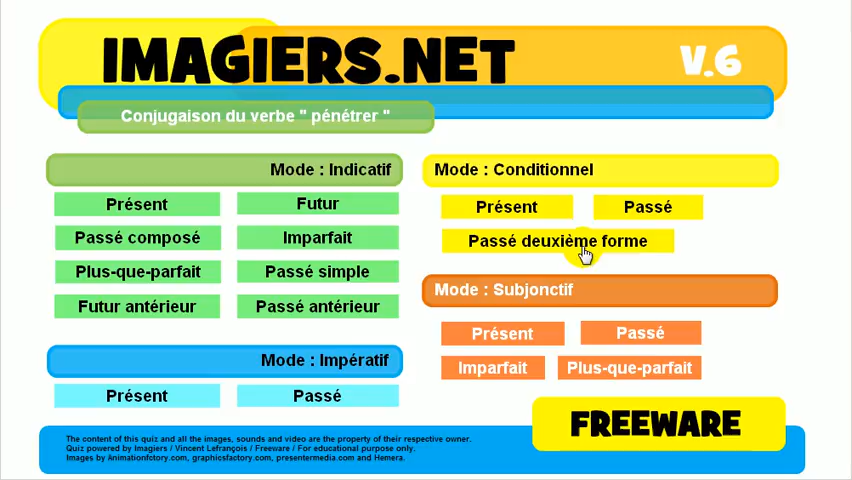 IMAGIERS.NET
V.6
Conjugaison du verbe " pénétrer "
Mode : Indicatif
Présent
Futur
Passé composé
Imparfait
Plus-que-parfait
Passé simple
Futur antérieur
Passé antérieur
Mode : Impératif
Présent
Passé
Mode : Conditionnel
Présent
Passé
Passé deuxième forme
Mode : Subjonctif
Présent
Passé
Imparfait
Plus-que-parfait
FREEWARE
The content of this quiz and all the images, sounds and video are the property of their respective owner.
Quiz powered by Imagiers / Vincent Lefrançois / Freeware / For educational purpose only.
Images by Animationfctory.com, graphicsfactory.com, presentermedia.com and Hemera.